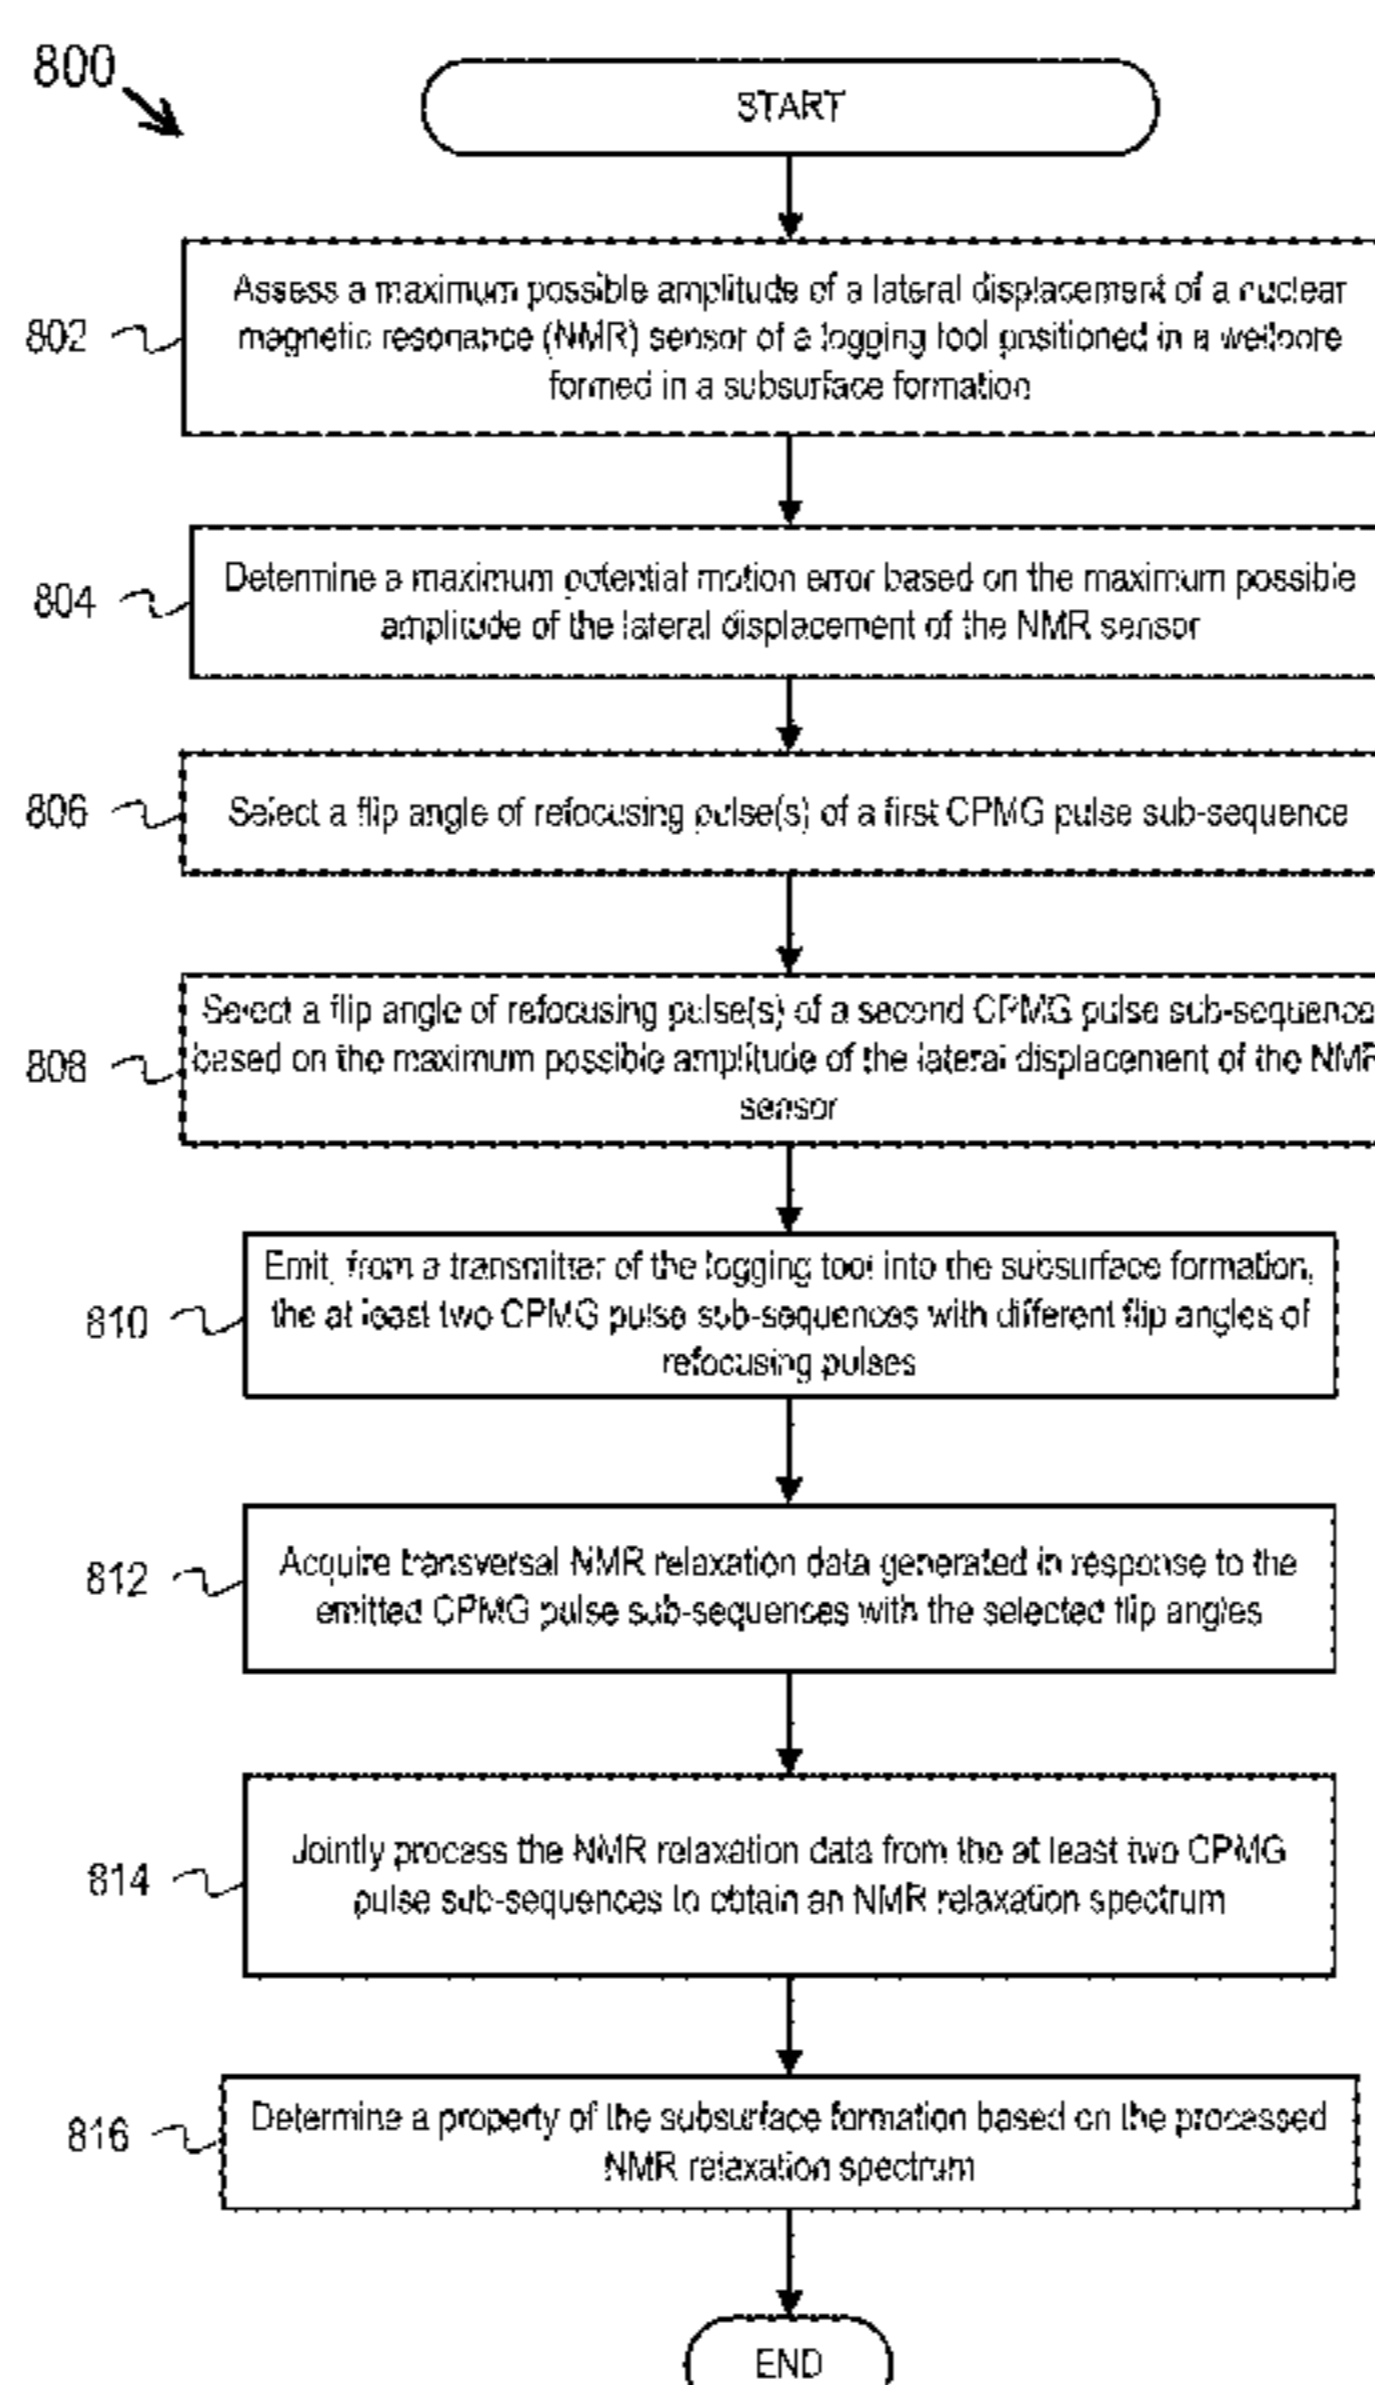 800
START
802
Assess a maximum possible amplitude of a lateral displacement of a nuclear
magnetic resonance (NMR) sensor of a logging tool positioned in a wellbore
formed in a subsurface formation
804
Determine a maximum potential motion error based on the maximum possible
amplitude of the lateral displacement of the NMR sensor
806
Select a flip angle of refocusing pulse(s) of a first CPMG pulse sub-sequence
808
Select a flip angle of refocusing pulse(s) of a second CPMG pulse sub-sequence
based on the maximum possible amplitude of the lateral displacement of the NMR
sensor
810
Emit, from a transmitter of the logging tool into the subsurface formation,
the at least two CPMG pulse sub-sequences with different flip angles of
refocusing pulses
812
Acquire transversal NMR relaxation data generated in response to the
emitted CPMG pulse sub-sequences with the selected flip angles
814
Jointly process the NMR relaxation data from the at least two CPMG
pulse sub-sequences to obtain an NMR relaxation spectrum
816
Determine a property of the subsurface formation based on the processed
NMR relaxation spectrum
END